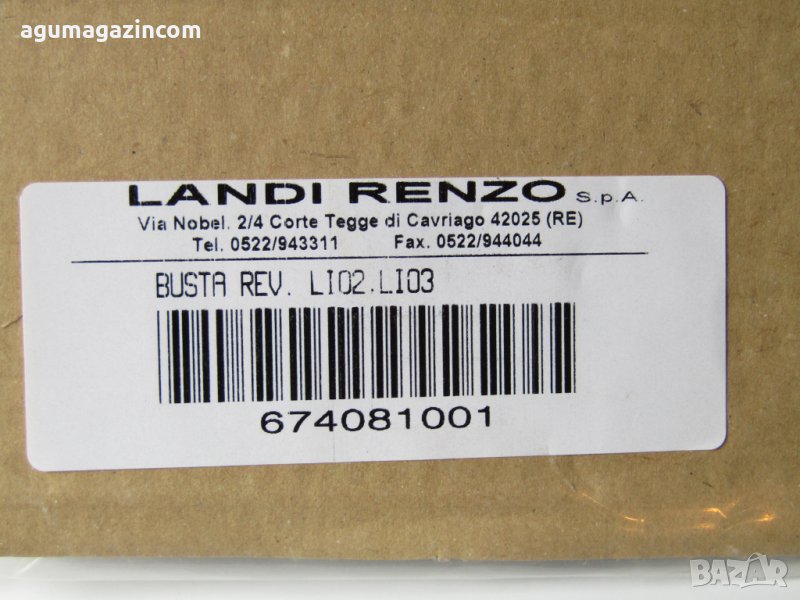 agumagazincom
LANDI RENZO S.p.A.
Via Nobel. 2/4 Corte Tegge di Cavriago 42025 (RE)
Tel. 0522/943311 Fax. 0522/944044
BUSTA REV. LI02.LI03
674081001
BAZAR